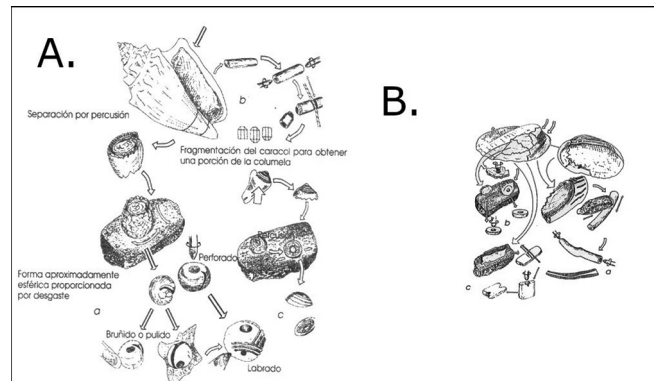 A.
b
B.
Separación por percusión
Fragmentación del caracol para obtener
una porción de la columela
b
Perforado
Forma aproximadamente
esférica proporcionada
por desgaste
a
c
a
c
Bruñido o pulido
Labrado